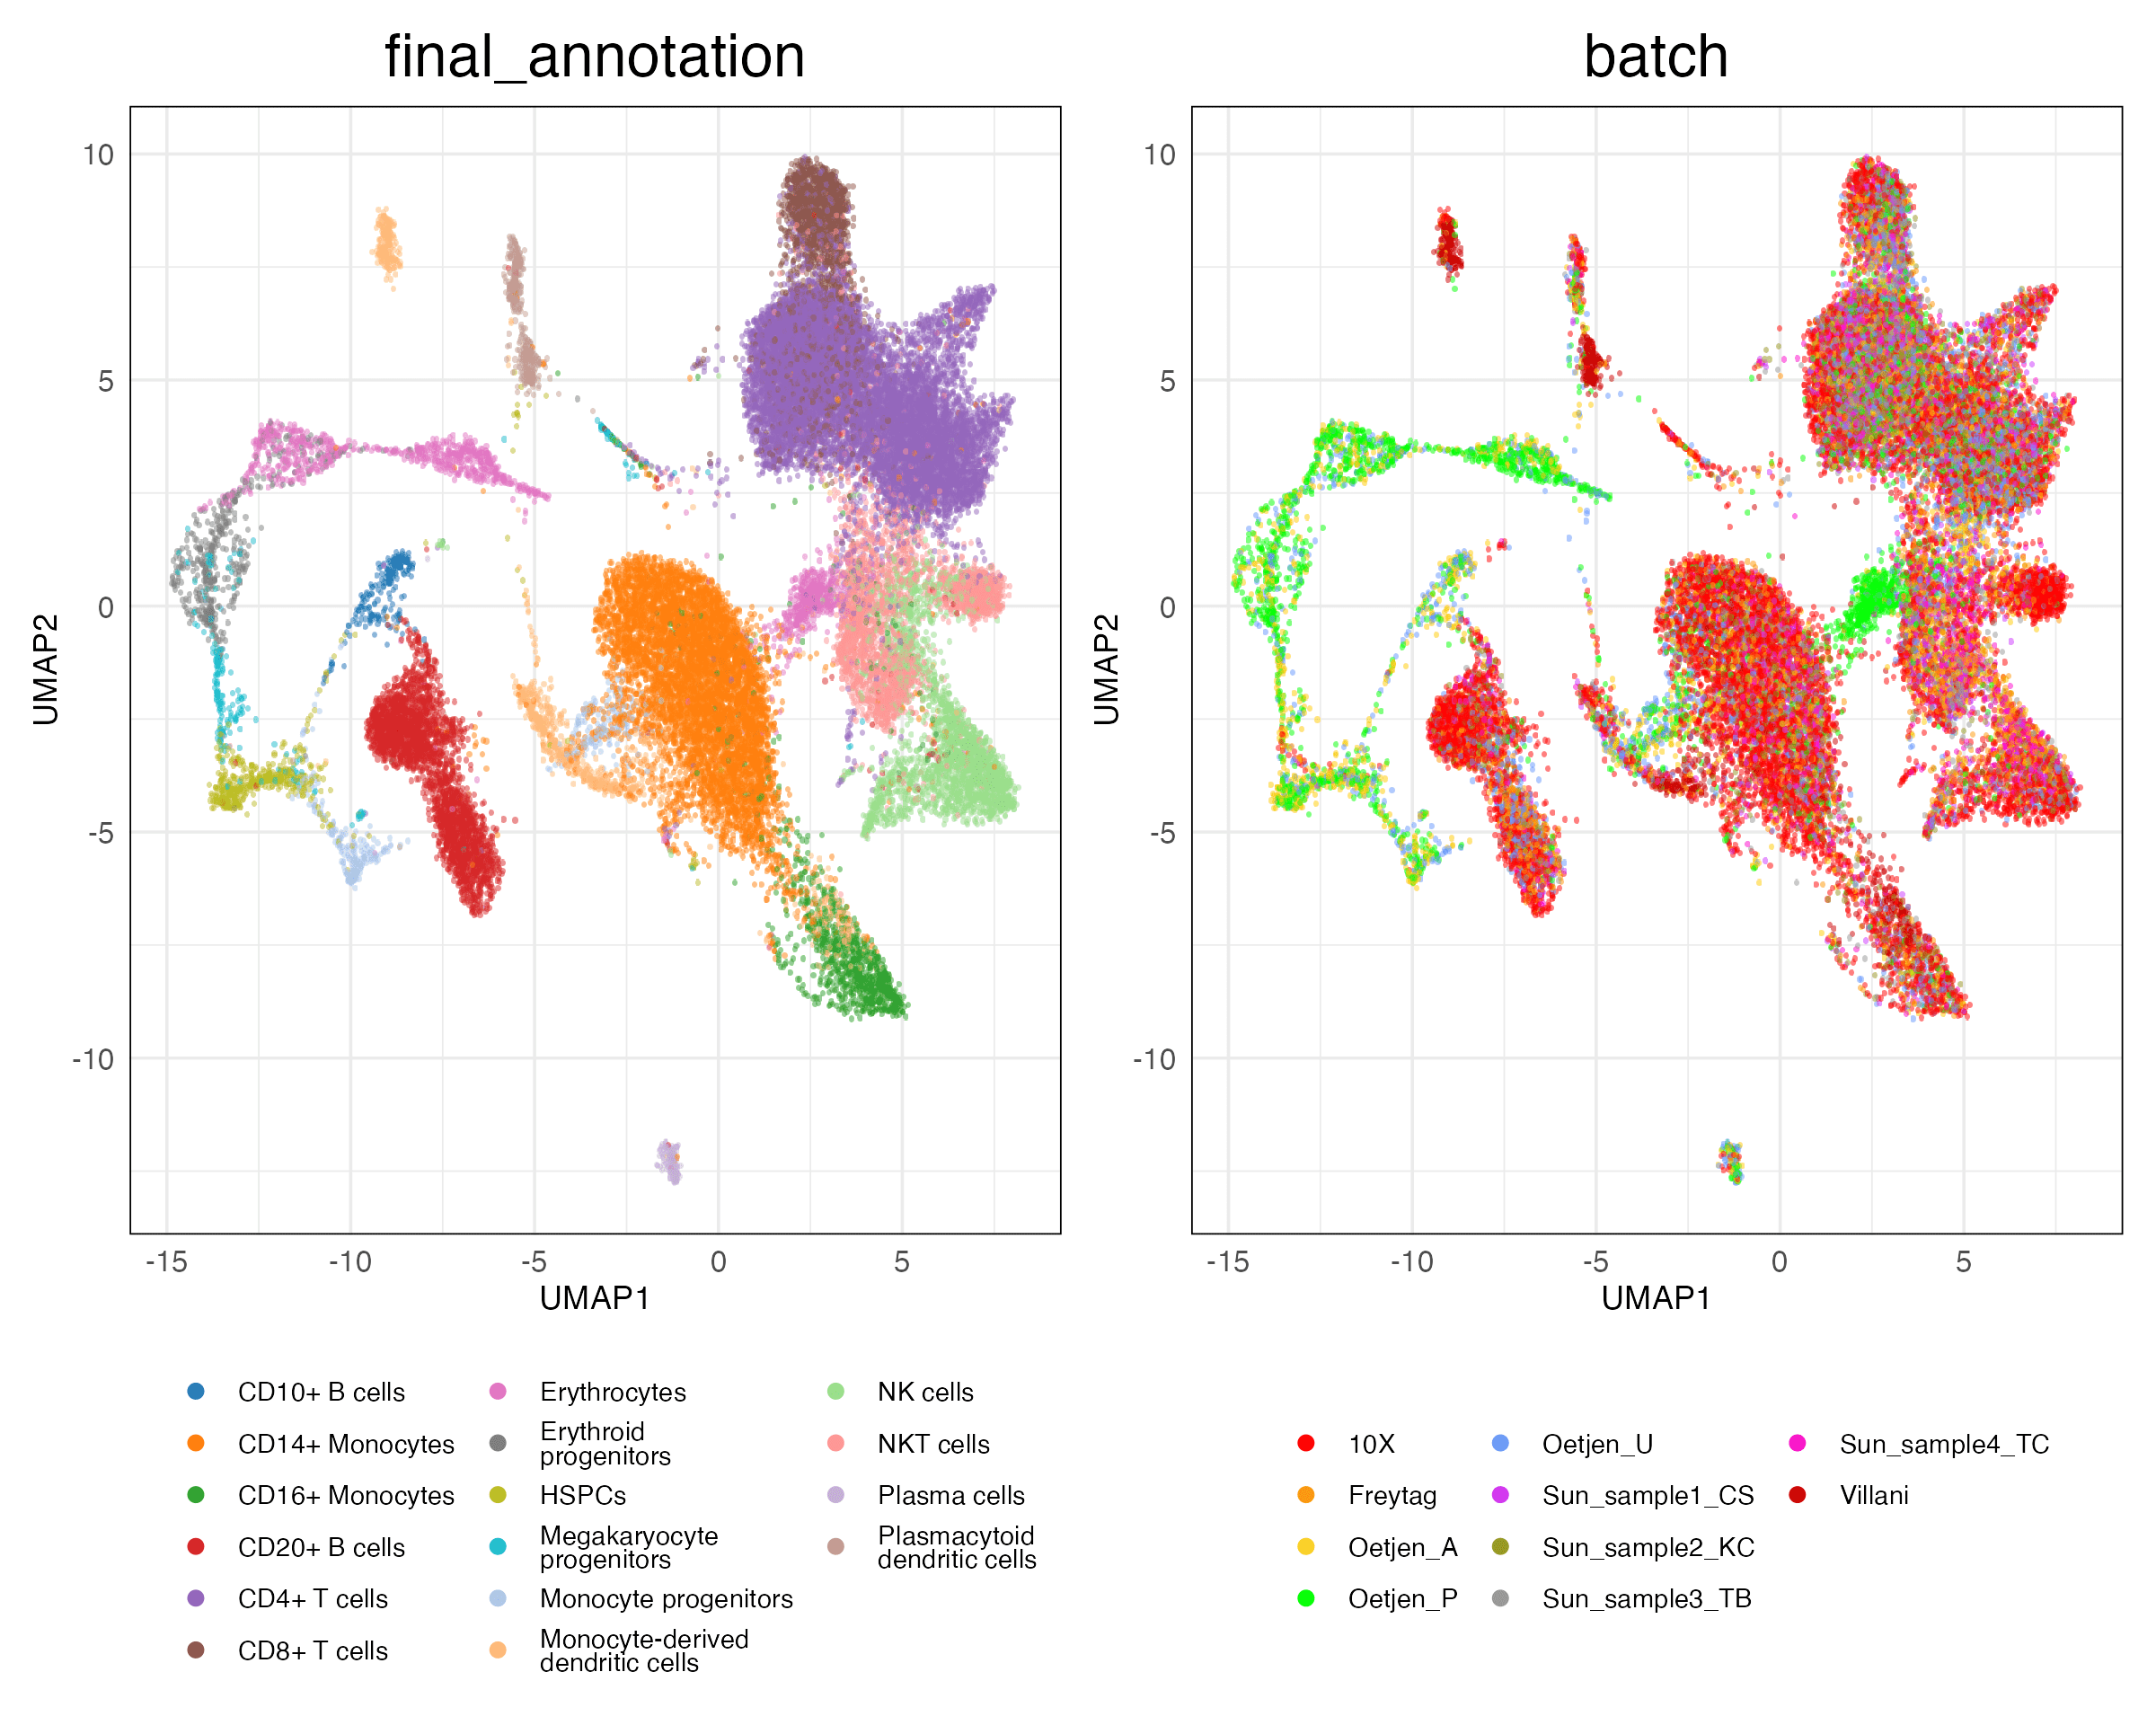 final_annotation
batch
10
5
0
-5
-10
UMAP2
-15
-10
-5
0
5
UMAP1
10
5
0
-5
-10
UMAP2
-15
-10
-5
0
5
UMAP1
CD10+ B cells
CD14+ Monocytes
CD16+ Monocytes
CD20+ B cells
CD4+ T cells
CD8+ T cells
Erythrocytes
Erythroid
progenitors
HSPCs
Megakaryocyte
progenitors
Monocyte progenitors
Monocyte-derived
dendritic cells
NK cells
NKT cells
Plasma cells
Plasmacytoid
dendritic cells
10X
Freytag
Oetjen_A
Oetjen_P
Oetjen_U
Sun_sample1_CS
Sun_sample2_KC
Sun_sample3_TB
Sun_sample4_TC
Villani